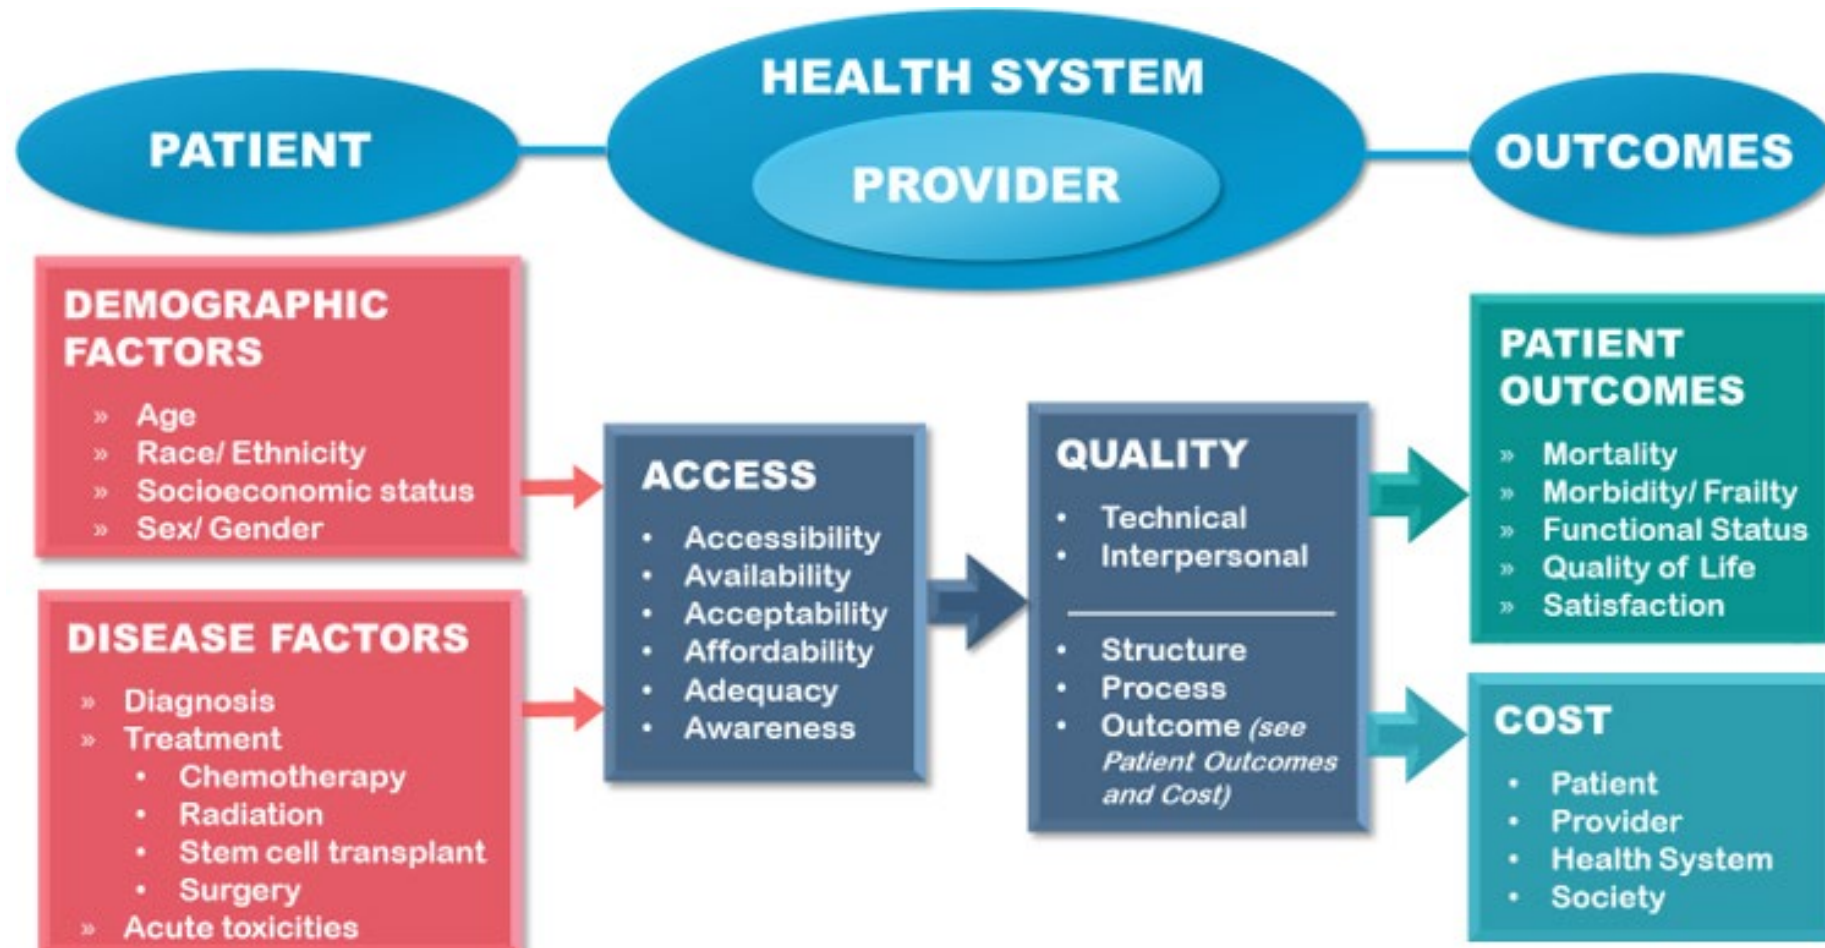 PATIENT
HEALTH SYSTEM
PROVIDER
OUTCOMES
DEMOGRAPHIC
FACTORS
» Age
» Race/ Ethnicity
» Socioeconomic status
» Sex/ Gender
DISEASE FACTORS
» Diagnosis
» Treatment
• Chemotherapy
• Radiation
• Stem cell transplant
• Surgery
» Acute toxicities
ACCESS
• Accessibility
• Availability
• Acceptability
• Affordability
• Adequacy
• Awareness
QUALITY
• Technical
• Interpersonal
• Structure
• Process
• Outcome (see
Patient Outcomes
and Cost)
PATIENT
OUTCOMES
» Mortality
» Morbidity/ Frailty
» Functional Status
» Quality of Life
» Satisfaction
COST
• Patient
• Provider
• Health System
• Society